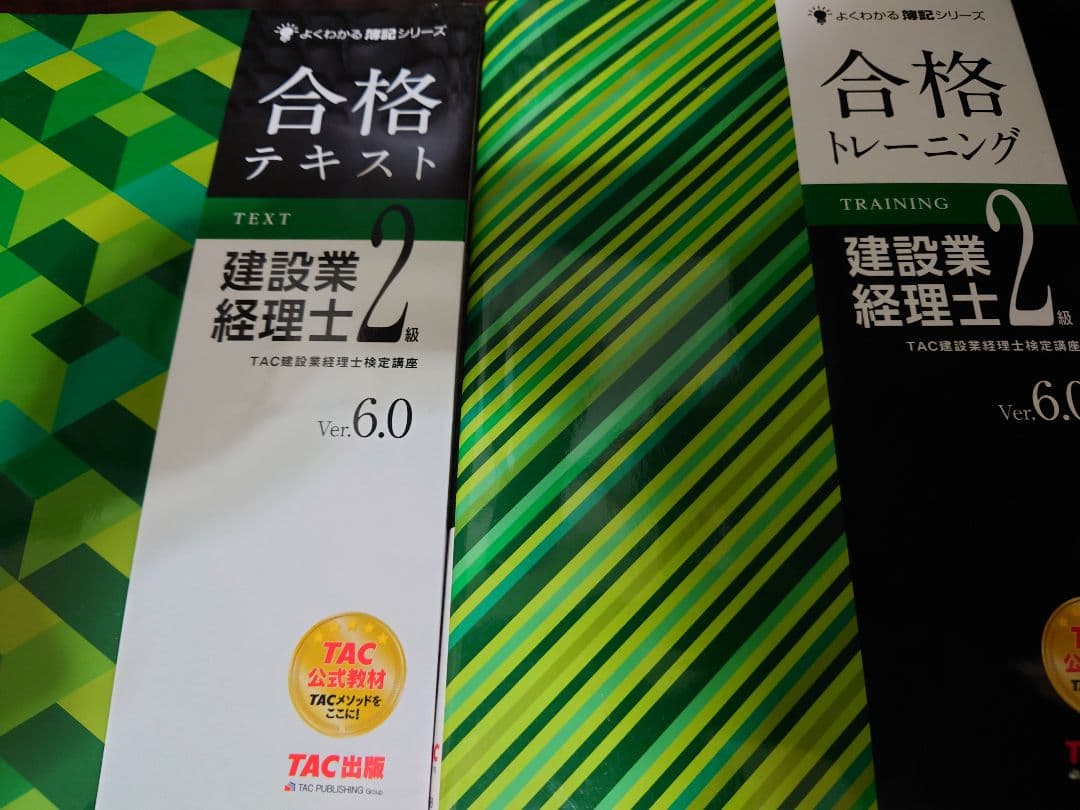 よくわかる簿記シリーズ
合格
テキスト
TEXT
建設業
経理士2級
TAC建設業経理士検定講座
Ver.6.0
TAC
公式教材
TACメソッドを
ここに!
TAC出版
TAC PUBLISHING Group
よくわかる簿記シリーズ
合格
トレーニング
TRAINING
建設業
経理士2級
TAC建設業経理士検定講座
Ver.6.0